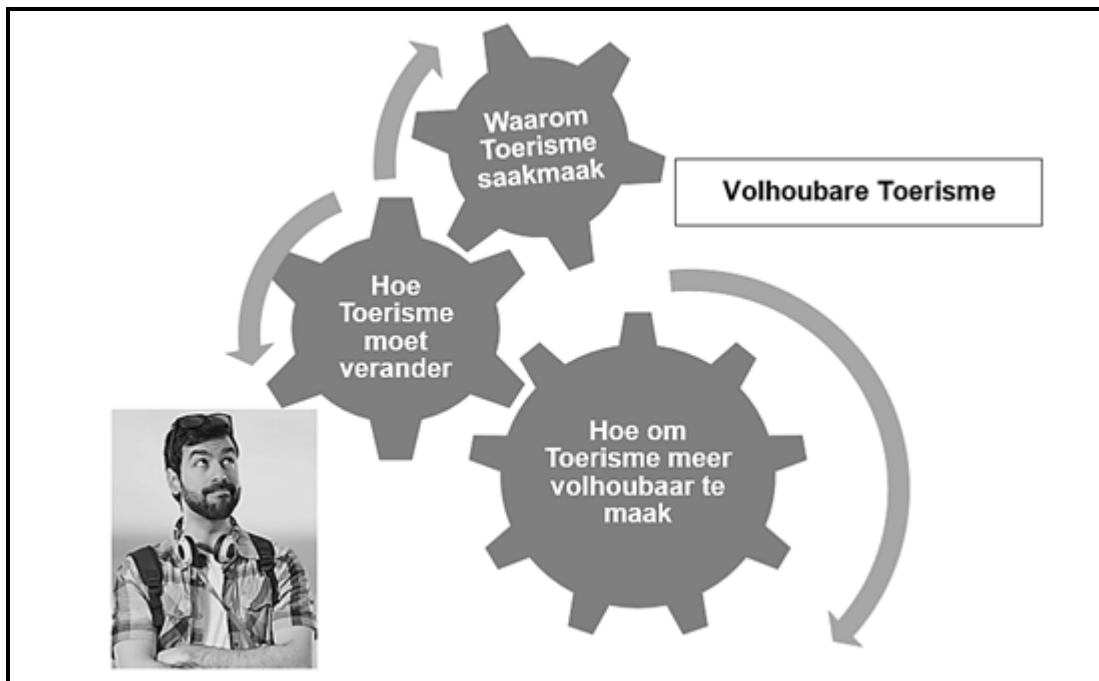 Waarom
Toerisme
saakmaak
Volhoubare Toerisme
Hoe
Toerisme
moet
verander
Hoe om
Toerisme meer
volhoubaar te
maak